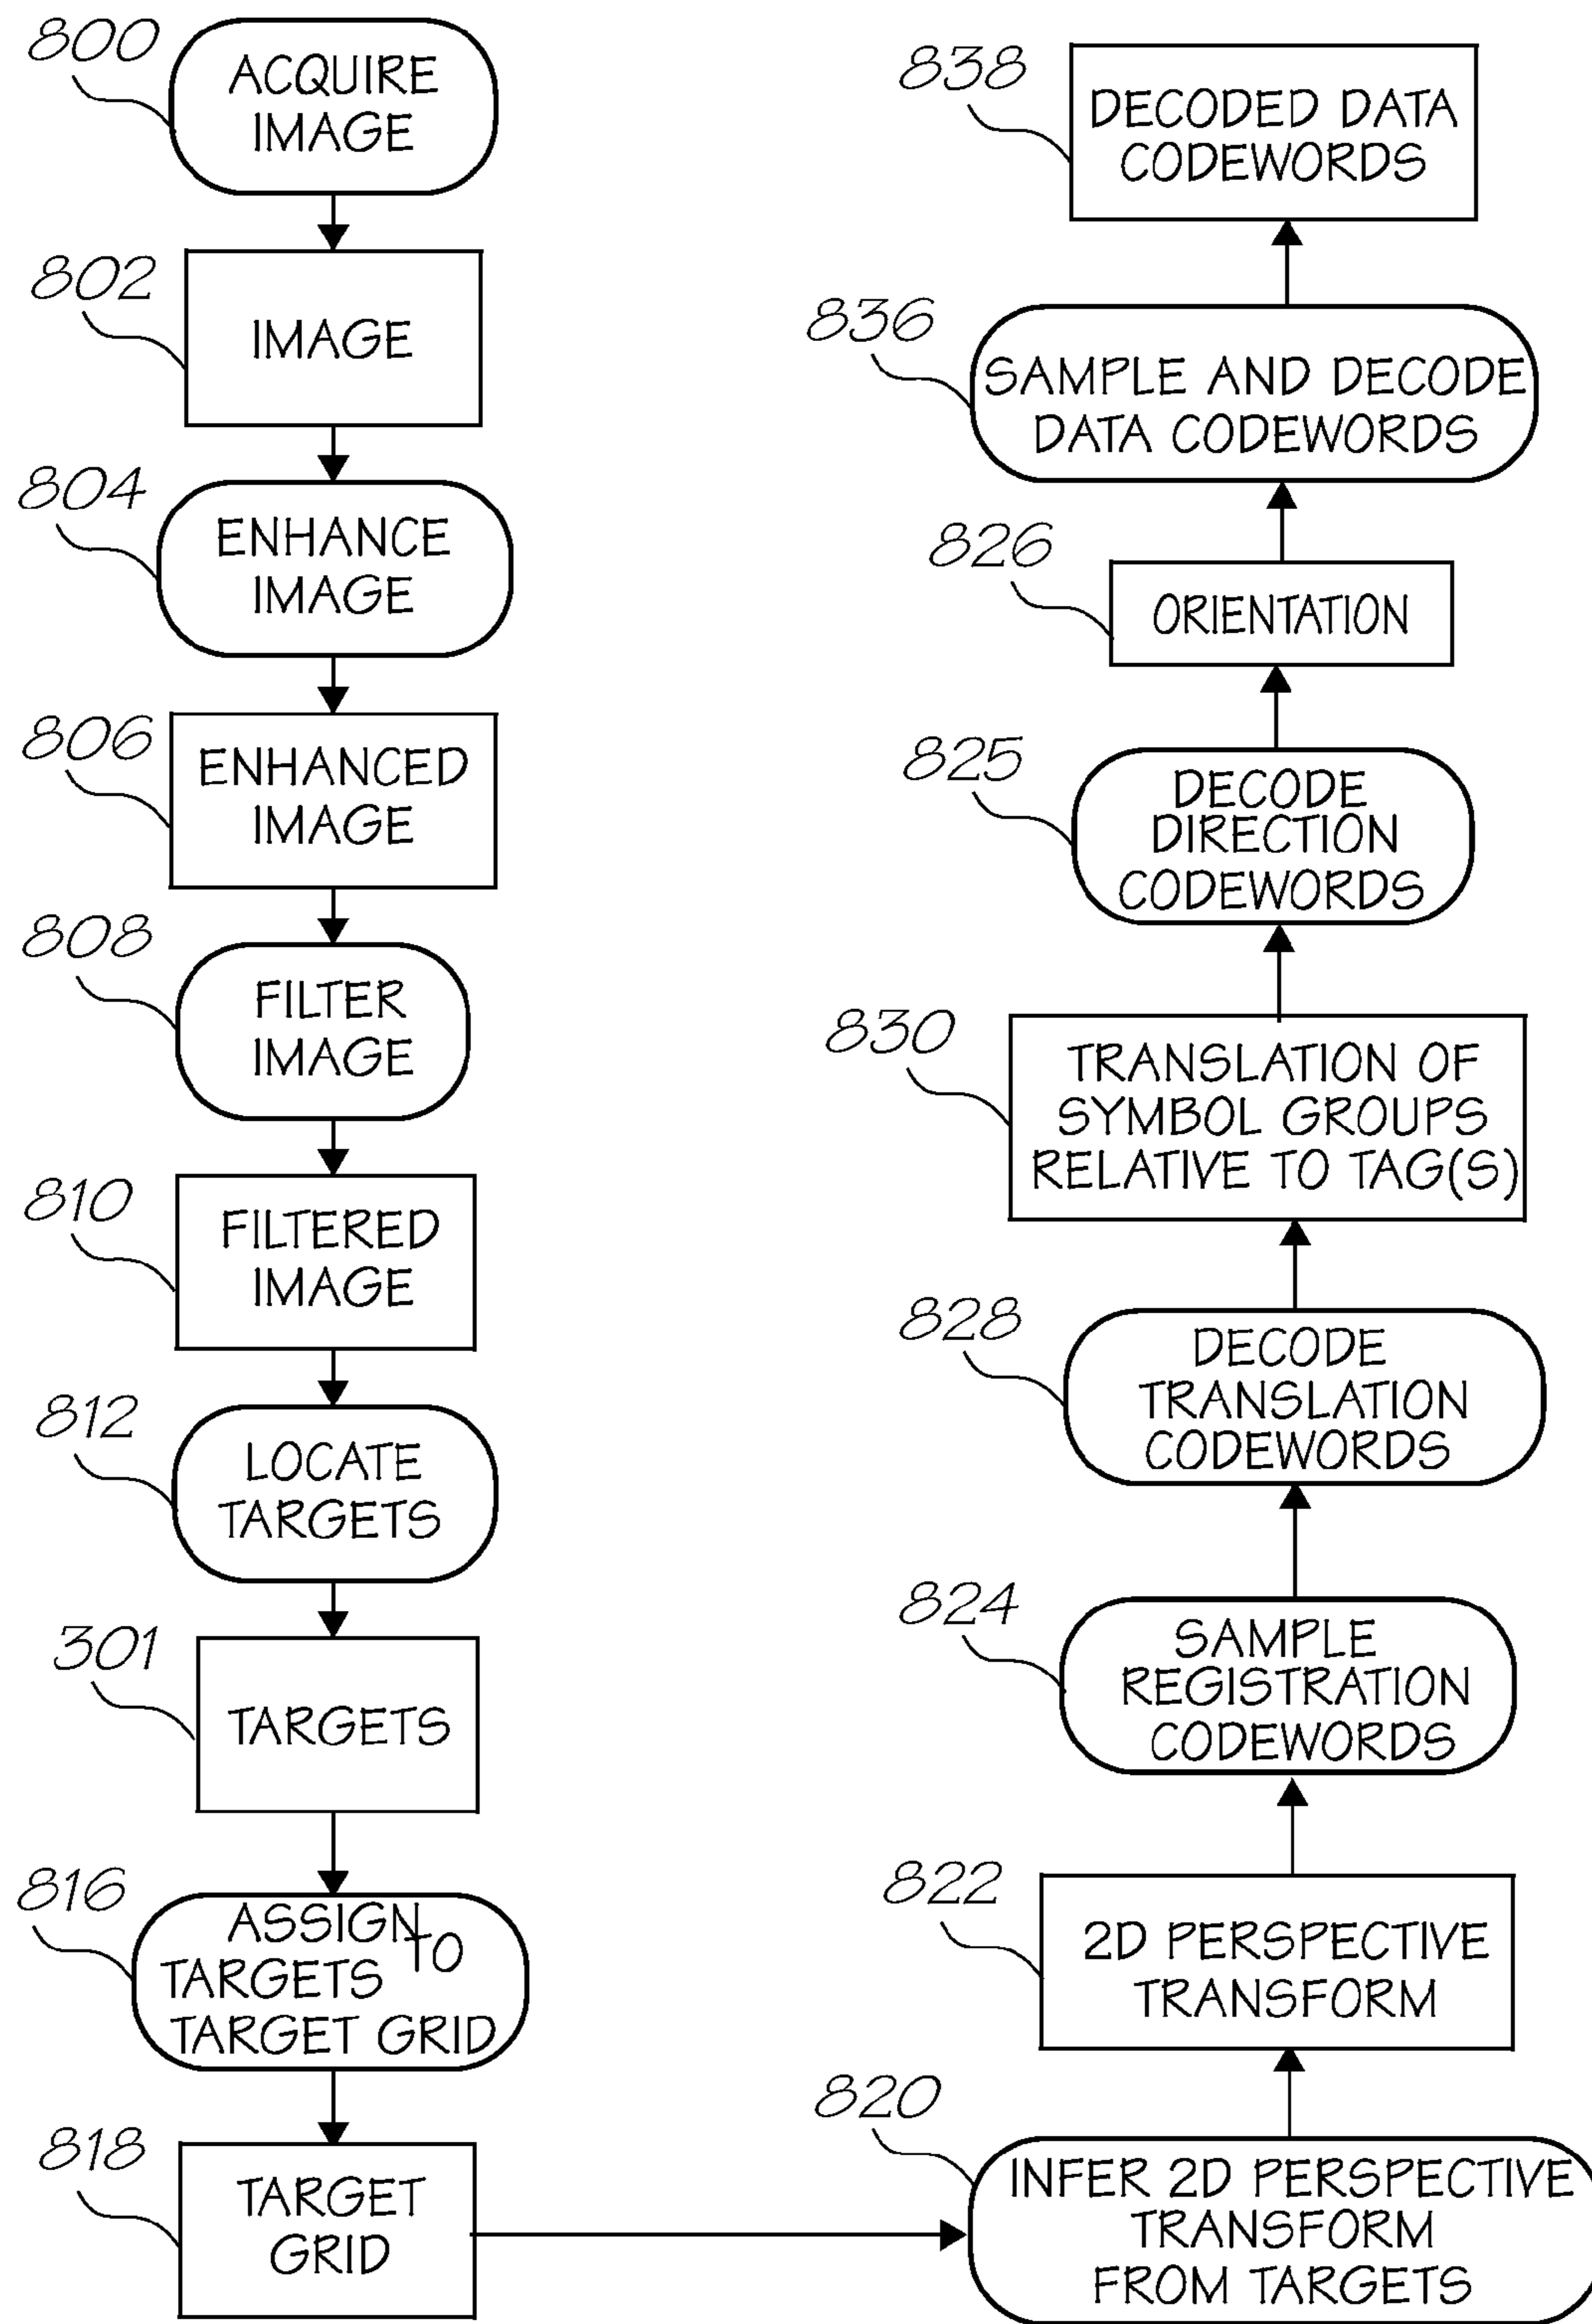 800
ACQUIRE
IMAGE
802
IMAGE
804
ENHANCE
IMAGE
806
ENHANCED
IMAGE
808
FILTER
IMAGE
810
FILTERED
IMAGE
812
LOCATE
TARGETS
301
TARGETS
816
ASSIGN
TARGETS TO
TARGET GRID
818
TARGET
GRID
820
INFER 2D PERSPECTIVE
TRANSFORM
FROM TARGETS
822
2D PERSPECTIVE
TRANSFORM
824
SAMPLE
REGISTRATION
CODEWORDS
828
DECODE
TRANSLATION
CODEWORDS
830
TRANSLATION OF
SYMBOL GROUPS
RELATIVE TO TAG(S)
825
DECODE
DIRECTION
CODEWORDS
826
ORIENTATION
836
SAMPLE AND DECODE
DATA CODEWORDS
838
DECODED DATA
CODEWORDS